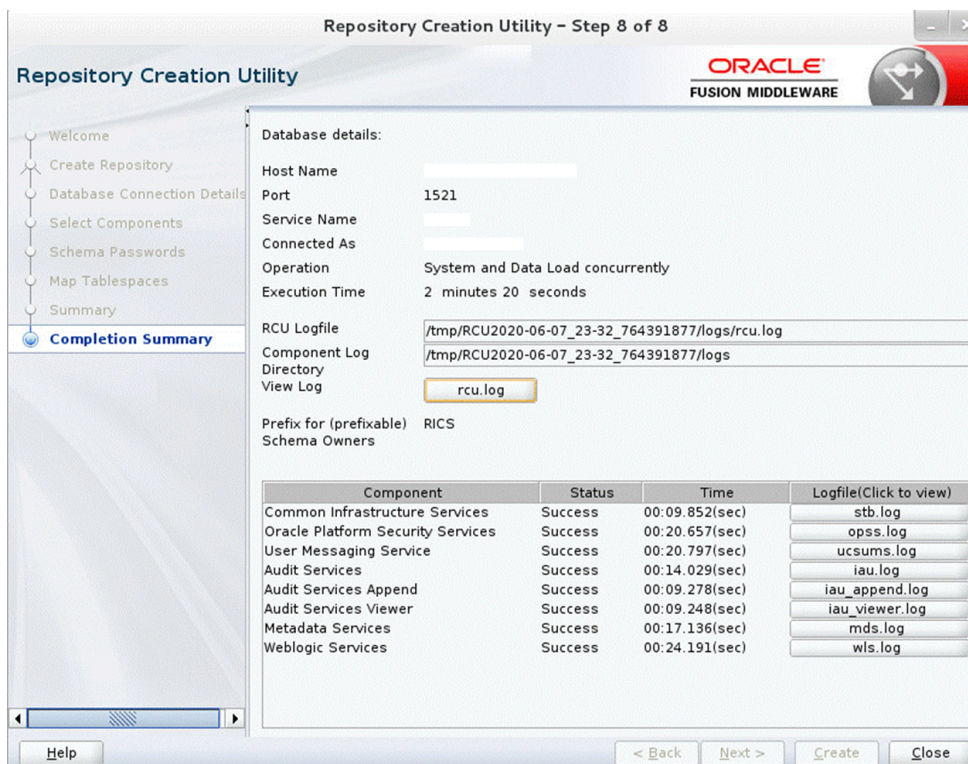 Repository Creation Utility – Step 8 of 8
Repository Creation Utility
ORACLE
FUSION MIDDLEWARE
Welcome
Create Repository
Database Connection Details
Select Components
Schema Passwords
Map Tablespaces
Summary
Completion Summary
Database details:
Host Name
Port 1521
Service Name
Connected As
Operation System and Data Load concurrently
Execution Time 2 minutes 20 seconds
RCU Logfile /tmp/RCU2020-06-07_23-32_764391877/logs/rcu.log
Component Log Directory /tmp/RCU2020-06-07_23-32_764391877/logs
View Log rcu.log
Prefix for (prefixable) RICS
Schema Owners
Component Status Time Logfile(Click to view)
Common Infrastructure Services Success 00:09.852(sec) stb.log
Oracle Platform Security Services Success 00:20.657(sec) opss.log
User Messaging Service Success 00:20.797(sec) ucsums.log
Audit Services Success 00:14.029(sec) iau.log
Audit Services Append Success 00:09.278(sec) iau_append.log
Audit Services Viewer Success 00:09.248(sec) iau_viewer.log
Metadata Services Success 00:17.136(sec) mds.log
Weblogic Services Success 00:24.191(sec) wls.log
Help
< Back Next > Create Close